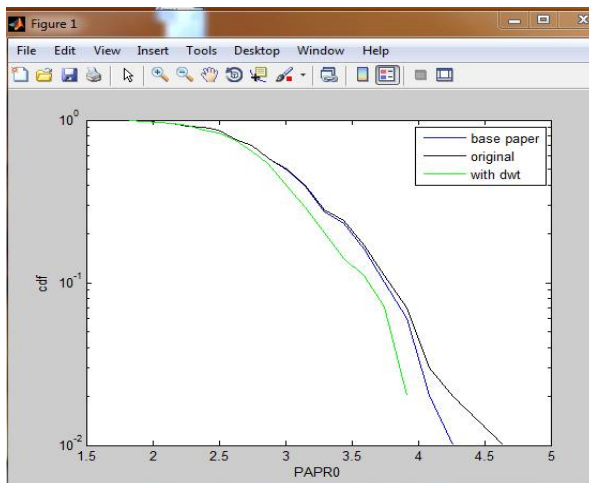 Figure 1
File Edit View Insert Tools Desktop Window Help
10^0
base paper
original
with dwt
cdf
10^-1
10^-2
1.5 2 2.5 3 3.5 4 4.5 5
PAPR0